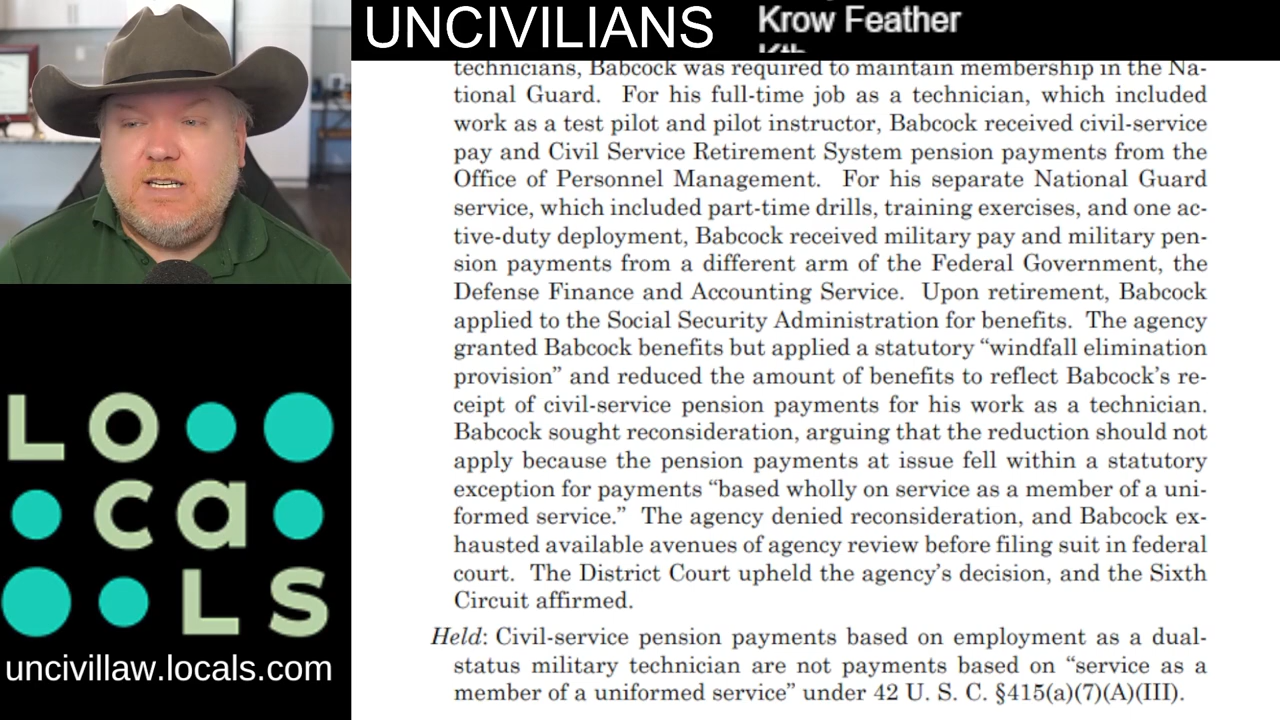 UNCIVILIANS
Krow Feather
technicians, Babcock was required to maintain membership in the Na-
tional Guard. For his full-time job as a technician, which included
work as a test pilot and pilot instructor, Babcock received civil-service
pay and Civil Service Retirement System pension payments from the
Office of Personnel Management. For his separate National Guard
service, which included part-time drills, training exercises, and one ac-
tive-duty deployment, Babcock received military pay and military pen-
sion payments from a different arm of the Federal Government, the
Defense Finance and Accounting Service. Upon retirement, Babcock
applied to the Social Security Administration for benefits. The agency
granted Babcock benefits but applied a statutory “windfall elimination
provision” and reduced the amount of benefits to reflect Babcock’s re-
ceipt of civil-service pension payments for his work as a technician.
Babcock sought reconsideration, arguing that the reduction should not
apply because the pension payments at issue fell within a statutory
exception for payments “based wholly on service as a member of a uni-
formed service.” The agency denied reconsideration, and Babcock ex-
hausted available avenues of agency review before filing suit in federal
court. The District Court upheld the agency’s decision, and the Sixth
Circuit affirmed.
Held: Civil-service pension payments based on employment as a dual-
status military technician are not payments based on “service as a
member of a uniformed service” under 42 U. S. C. §415(a)(7)(A)(III).
LO
ca
LS
uncivillaw.locals.com